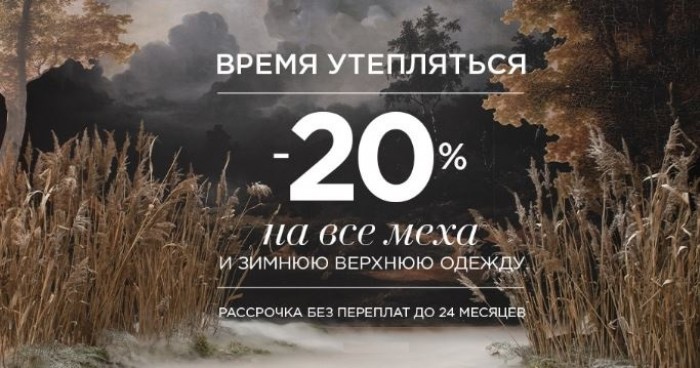 ВРЕМЯ УТЕПЛЯТЬСЯ
-20%
на все меха
И ЗИМНЮЮ ВЕРХНЮЮ ОДЕЖДУ
РАССРОЧКА БЕЗ ПЕРЕПЛАТ ДО 24 МЕСЯЦЕВ